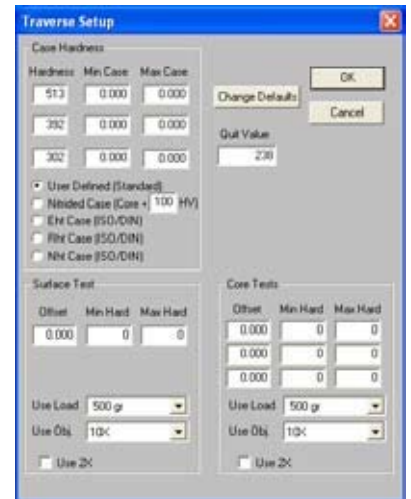 Traverse Setup
Case Hardness
Hardness Min Case Max Case
513 0.000 0.000
392 0.000 0.000
302 0.000 0.000
User Defined (Standard)
Nitrided Case (Core + 100 HV)
Eht Case (ISO/DIN)
Rht Case (ISO/DIN)
Nht Case (ISO/DIN)
OK
Change Defaults
Cancel
Quit Value
238
Surface Test
Offset Min Hard Max Hard
0.000 0 0
Use Load 500 gr
Use Obj. 10X
Use 2X
Core Tests
Offset Min Hard Max Hard
0.000 0 0
0.000 0 0
0.000 0 0
Use Load 500 gr
Use Obj. 10X
Use 2X